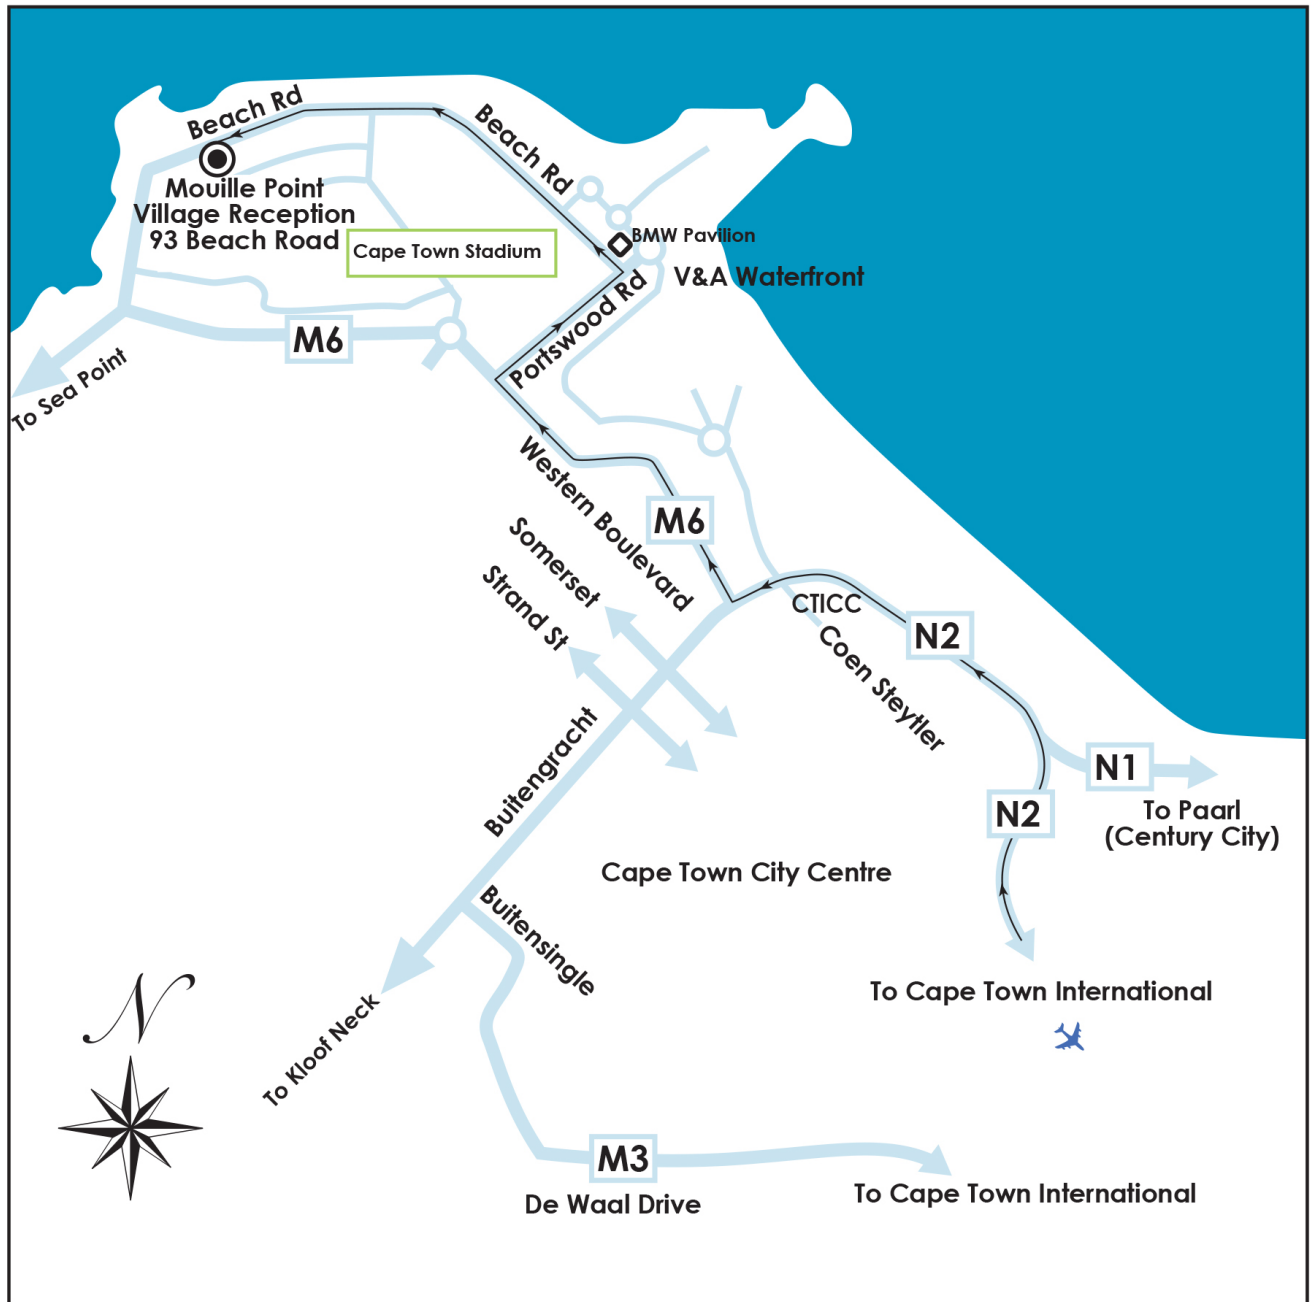 Beach Rd
Beach Rd
Mouille Point
Village Reception
93 Beach Road
BMW Pavilion
Cape Town Stadium
V&A Waterfront
Portswood Rd
M6
To Sea Point
Western Boulevard
M6
Somerset
Strand St
CTICC
N2
Coen Steytler
Buitengracht
N1
N2
To Paarl
(Century City)
Cape Town City Centre
Buitensingle
To Cape Town International
N
To Kloof Neck
M3
De Waal Drive
To Cape Town International